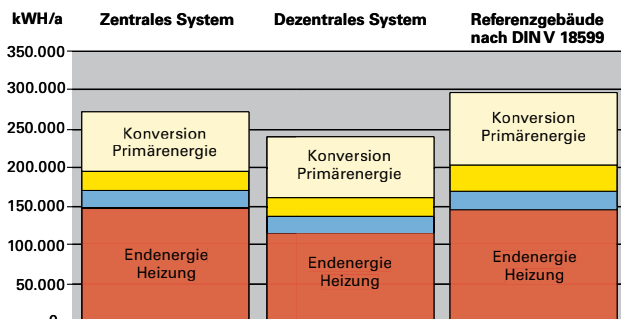 kWH/a
Zentrales System
Dezentrales System
Referenzgebäude
nach DIN V 18599
350.000
300.000
250.000
200.000
150.000
100.000
50.000
0
Konversion
Primärenergie
Endenergie
Heizung
Konversion
Primärenergie
Endenergie
Heizung
Konversion
Primärenergie
Endenergie
Heizung